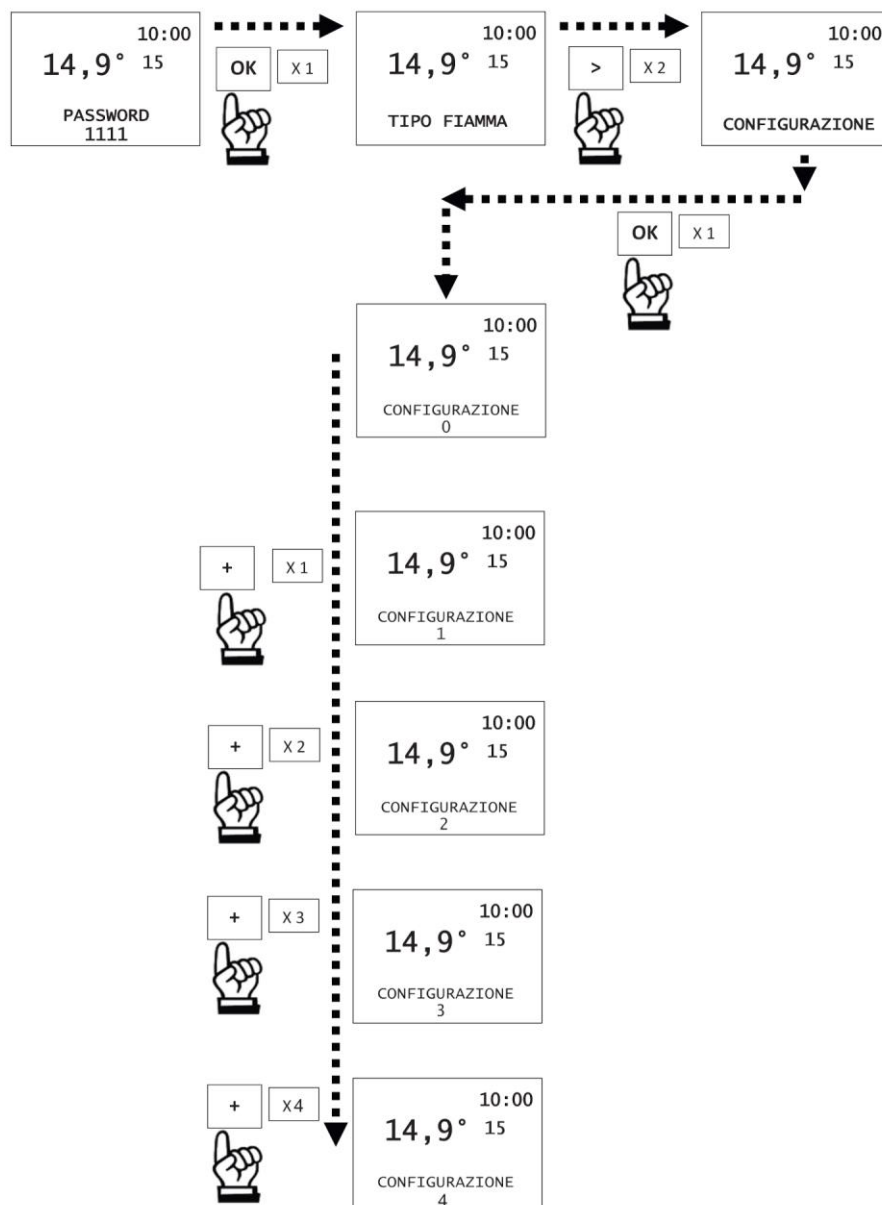 10:00
14,9° 15
PASSWORD
1111
OK X 1
10:00
14,9° 15
TIPO FIAMMA
> X 2
10:00
14,9° 15
CONFIGURAZIONE
OK X 1
10:00
14,9° 15
CONFIGURAZIONE
0
+ X 1
10:00
14,9° 15
CONFIGURAZIONE
1
+ X 2
10:00
14,9° 15
CONFIGURAZIONE
2
+ X 3
10:00
14,9° 15
CONFIGURAZIONE
3
+ X4
10:00
14,9° 15
CONFIGURAZIONE
4